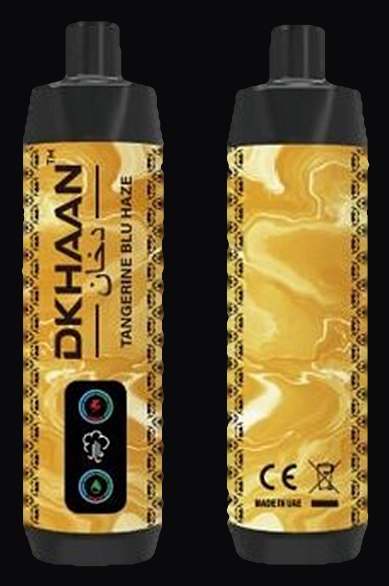 DKHAAN™
دخان
TANGERINE BLU HAZE
CE
MADE IN UAE